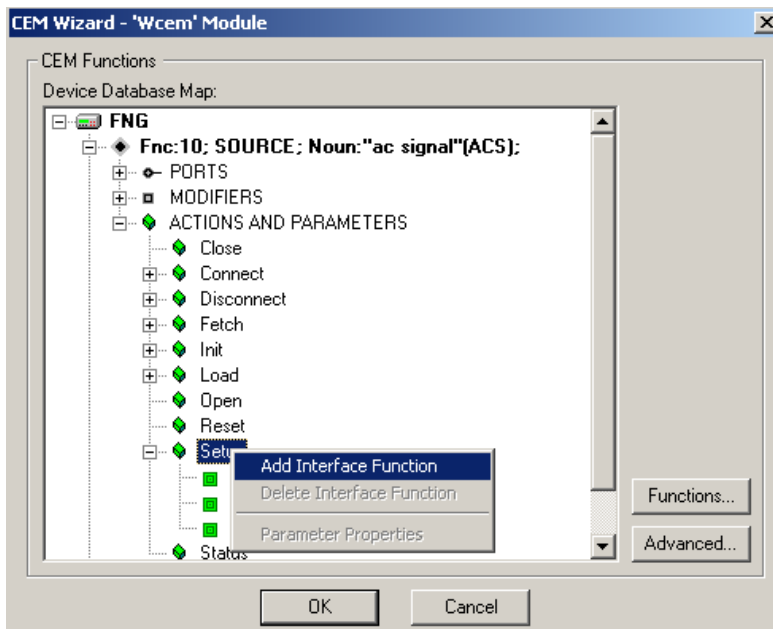 CEM Wizard - 'Wcem' Module
CEM Functions
Device Database Map:
FNG
Fnc:10; SOURCE; Noun:"ac signal"(ACS);
PORTS
MODIFIERS
ACTIONS AND PARAMETERS
Close
Connect
Disconnect
Fetch
Init
Load
Open
Reset
Setup
Add Interface Function
Delete Interface Function
Parameter Properties
Status
Functions...
Advanced...
OK
Cancel